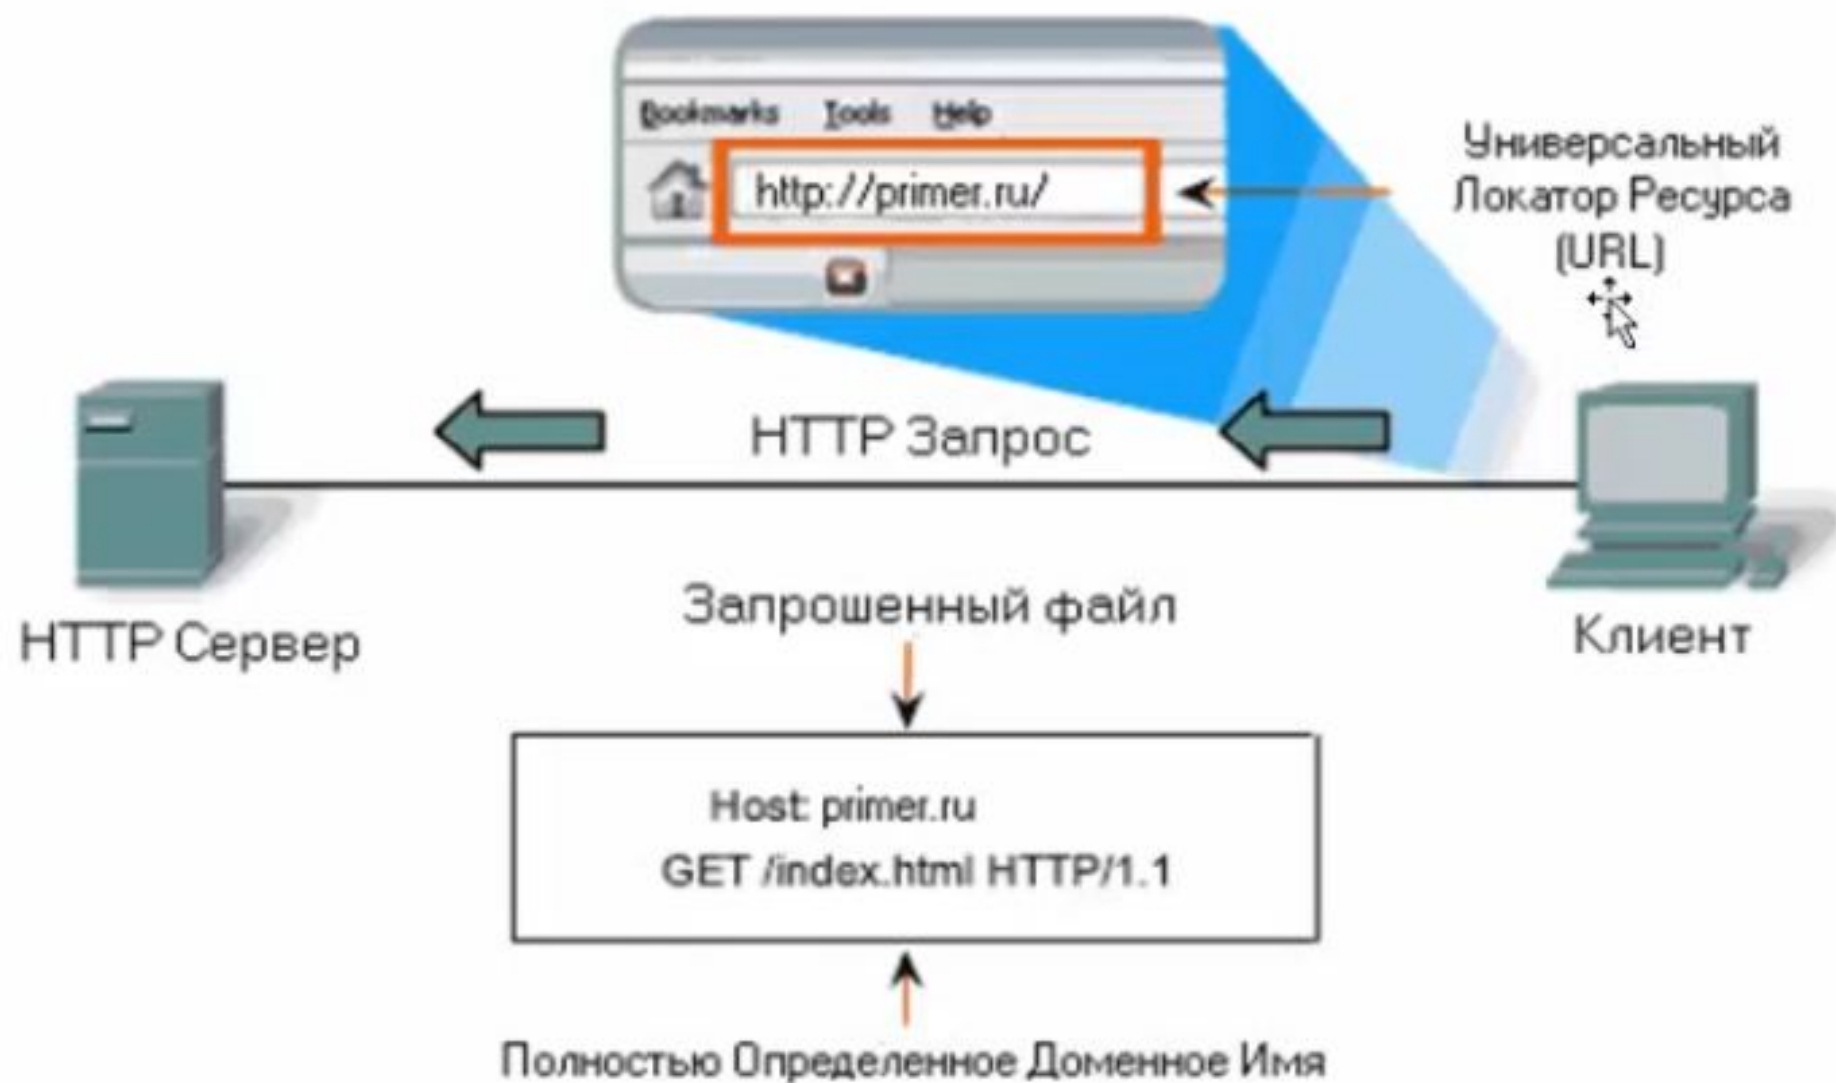 Bookmarks Tools Help
http://primer.ru/
Универсальный
Локатор Ресурса
(URL)
HTTP Запрос
HTTP Сервер
Клиент
Запрошенный файл
Host: primer.ru
GET /index.html HTTP/1.1
Полностью Определенное Доменное Имя